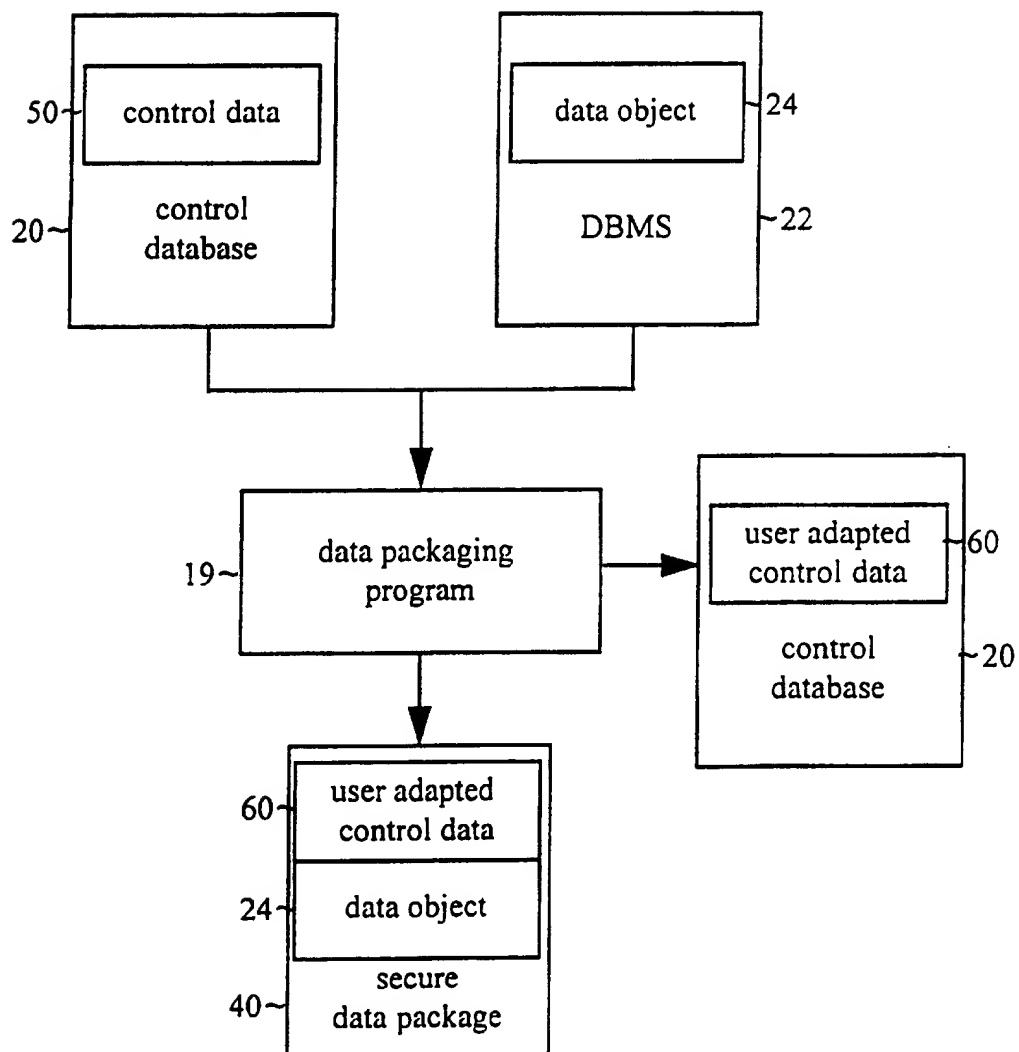 50~ control data
data object ~24
20~ control
database
DBMS ~22
19~ data packaging
program
user adapted ~60
control data
control ~20
database
60~ user adapted
control data
24~ data object
secure
40~ data package